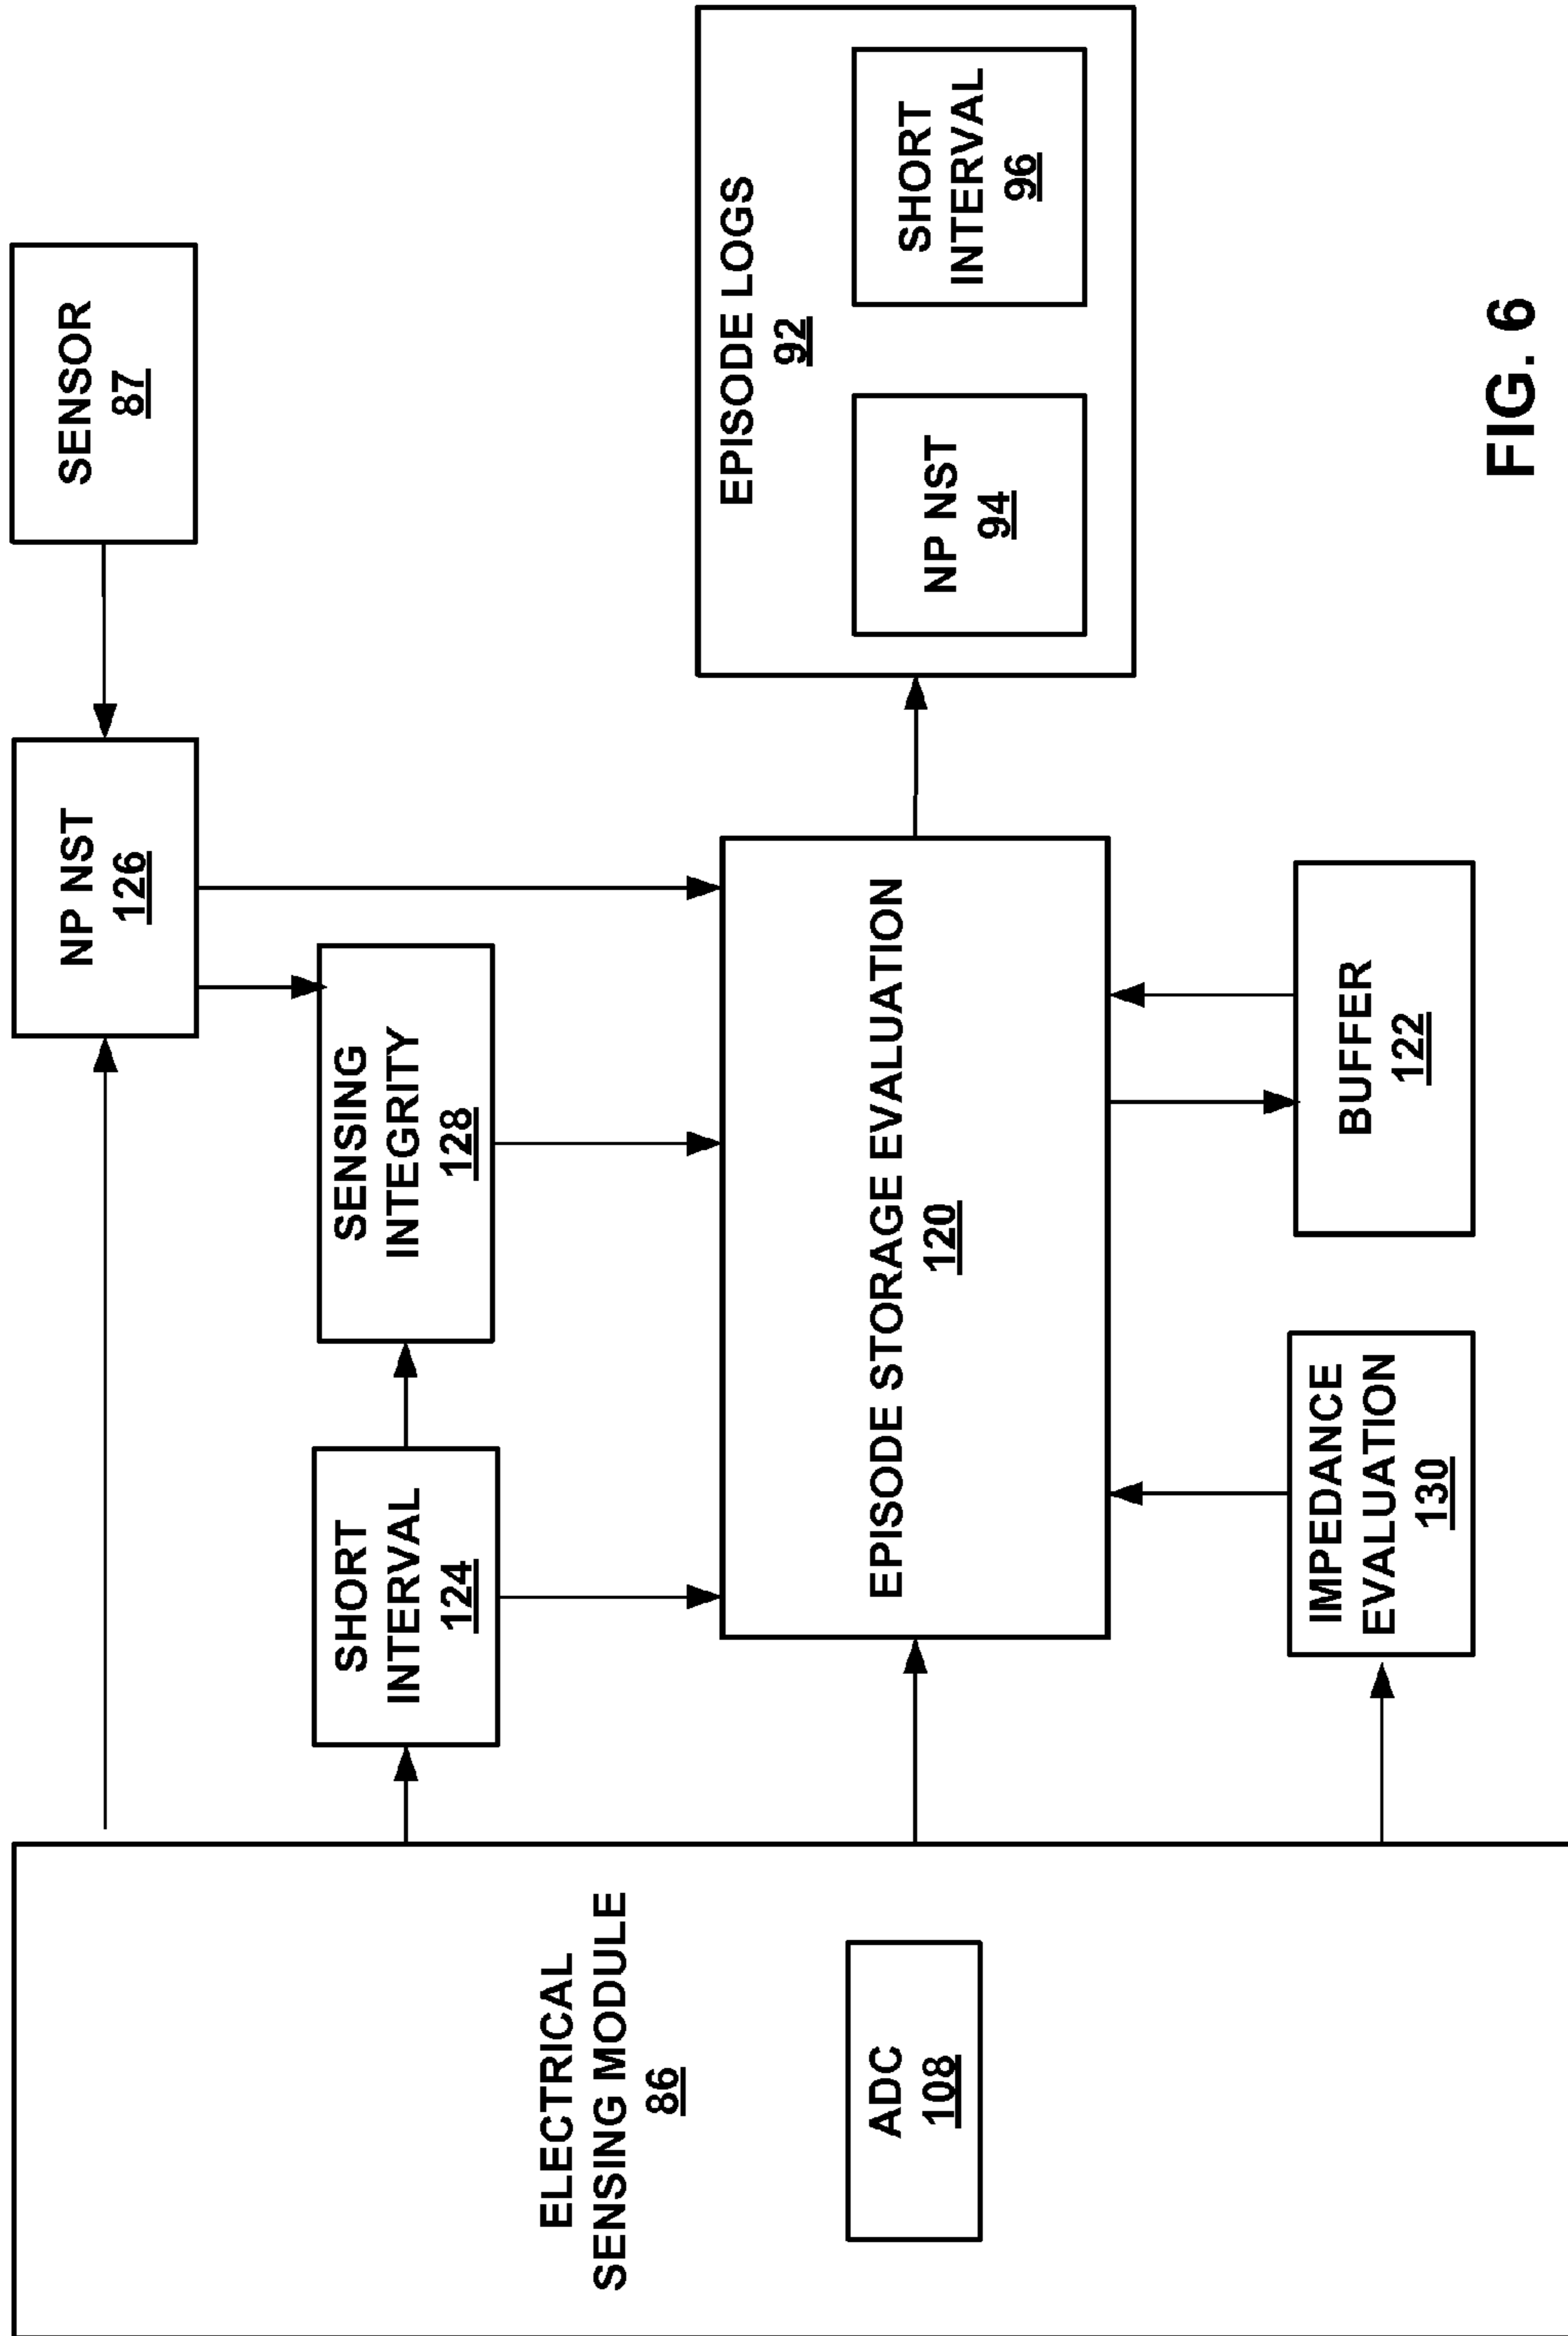 ELECTRICAL
SENSING MODULE
86
ADC
108
SHORT
INTERVAL
124
SENSING
INTEGRITY
128
NP NST
126
SENSOR
87
EPISODE STORAGE EVALUATION
120
EPISODE LOGS
92
NP NST
94
SHORT
INTERVAL
96
IMPEDANCE
EVALUATION
130
BUFFER
122
FIG. 6